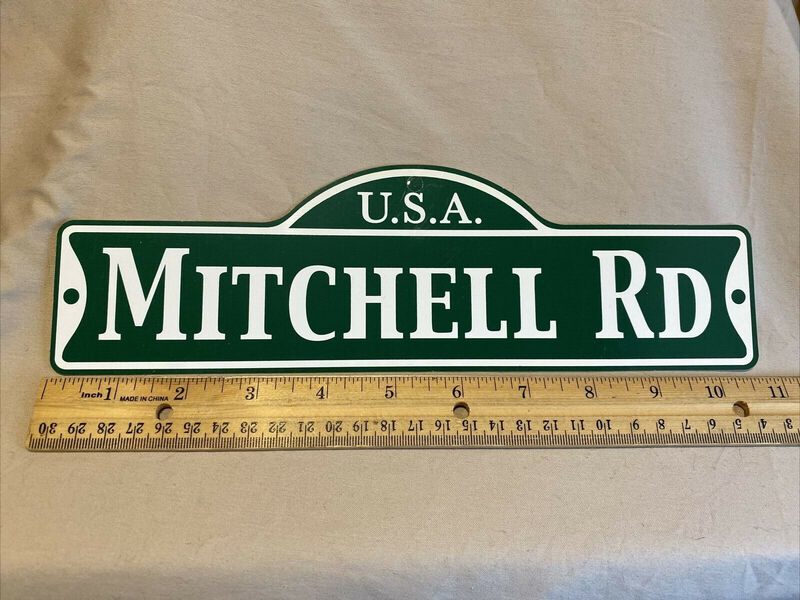 U.S.A.
MITCHELL RD
Inch 1 MADE IN CHINA 2 3 4 5 6 7 8 9 10 11
30 29 28 27 26 25 24 23 22 21 20 19 18 17 16 15 14 13 12 11 10 9 8 7 6 5 4 3